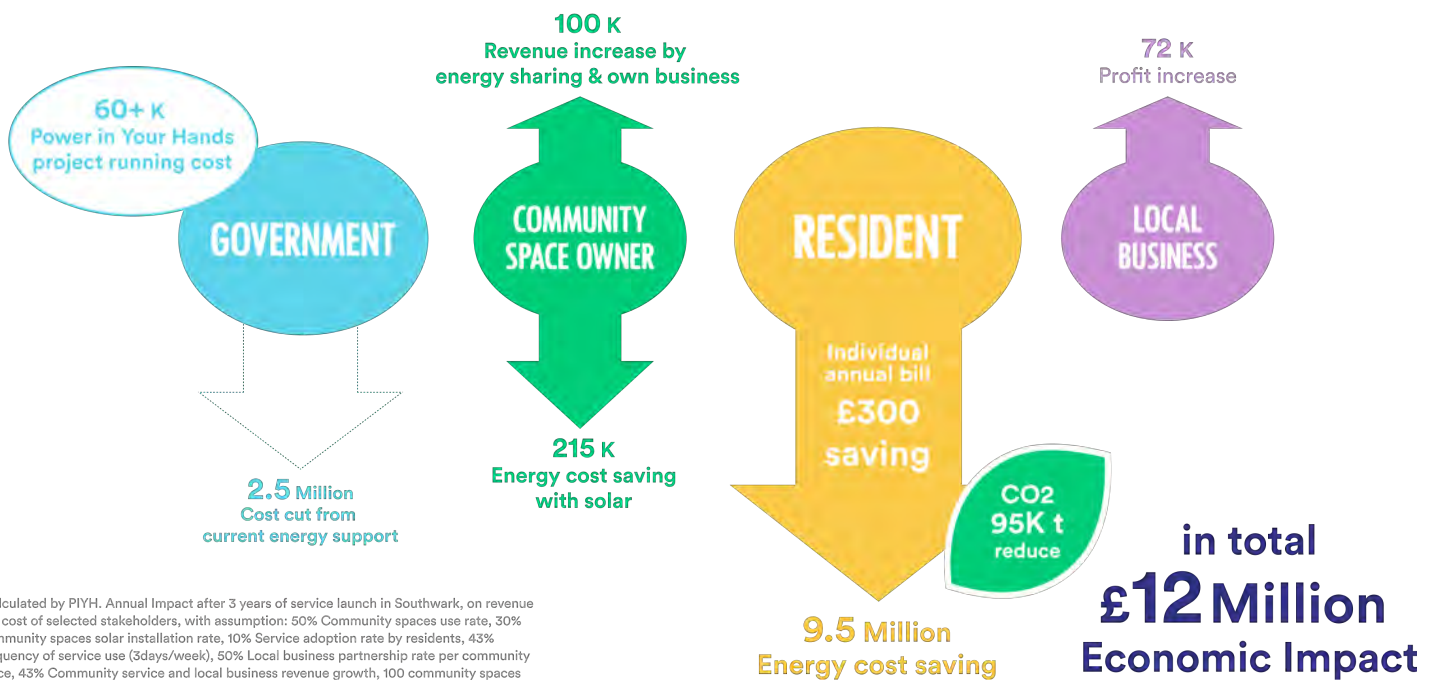 100 K
Revenue increase by
energy sharing & own business
72 K
Profit increase
60+ K
Power in Your Hands
project running cost
GOVERNMENT
COMMUNITY
SPACE OWNER
RESIDENT
LOCAL
BUSINESS
Individual
annual bill
£300
saving
215 K
Energy cost saving
with solar
2.5 Million
Cost cut from
current energy support
CO2
95K t
reduce
in total
£12 Million
Economic Impact
9.5 Million
Energy cost saving
lculated by PIYH. Annual Impact after 3 years of service launch in Southwark, on revenue
cost of selected stakeholders, with assumption: 50% Community spaces use rate, 30%
mmunity spaces solar installation rate, 10% Service adoption rate by residents, 43%
quency of service use (3days/week), 50% Local business partnership rate per community
ce, 43% Community service and local business revenue growth, 100 community spaces